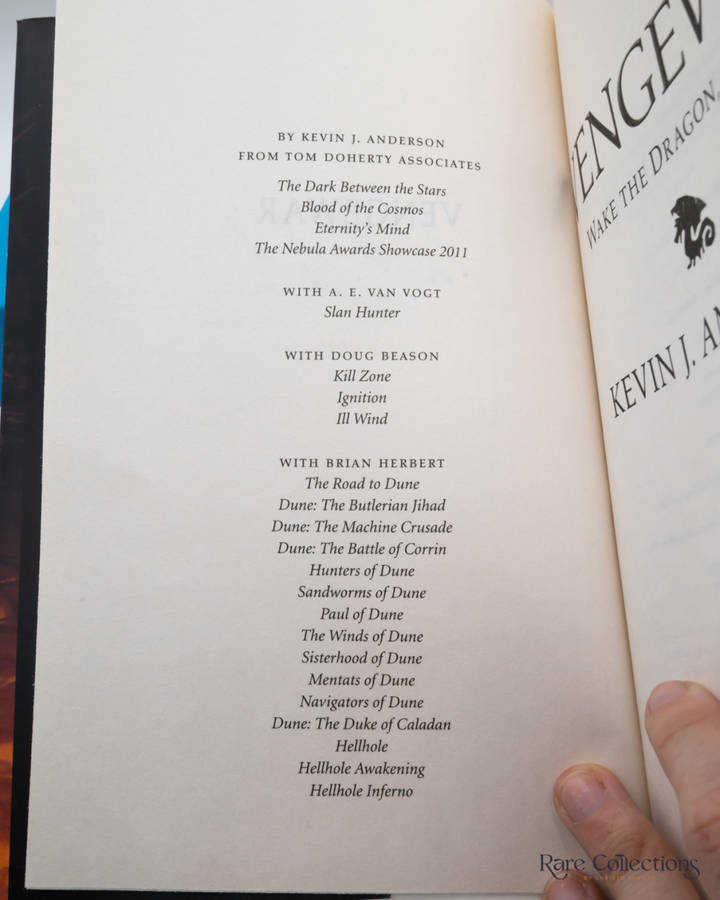 BY KEVIN J. ANDERSON
FROM TOM DOHERTY ASSOCIATES
The Dark Between the Stars
Blood of the Cosmos
Eternity's Mind
The Nebula Awards Showcase 2011
WITH A. E. VAN VOGT
Slan Hunter
WITH DOUG BEASON
Kill Zone
Ignition
Ill Wind
WITH BRIAN HERBERT
The Road to Dune
Dune: The Butlerian Jihad
Dune: The Machine Crusade
Dune: The Battle of Corrin
Hunters of Dune
Sandworms of Dune
Paul of Dune
The Winds of Dune
Sisterhood of Dune
Mentats of Dune
Navigators of Dune
Dune: The Duke of Caladan
Hellhole
Hellhole Awakening
Hellhole Inferno
WAKE THE DRAGON,
KEVIN J.
Rare Collections